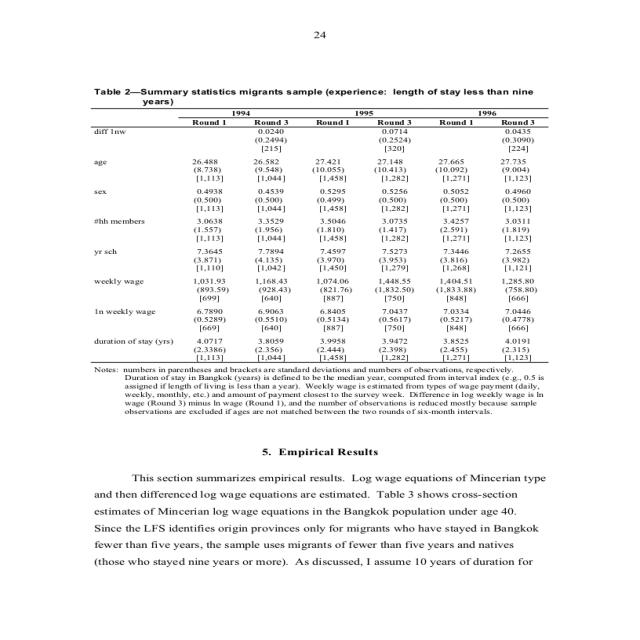 24
Table 2—Summary statistics migrants sample (experience: length of stay less than nine
years)
1994 1995 1996
Round 1 Round 3 Round 1 Round 3 Round 1 Round 3
diff lnw 0.0240 0.0714 0.0435
(0.2494) (0.2524) (0.3090)
[215] [320] [224]
age 26.488 26.582 27.421 27.148 27.665 27.735
(8.738) (9.548) (10.055) (10.413) (10.092) (9.004)
[1,113] [1,044] [1,458] [1,282] [1,271] [1,123]
sex 0.4938 0.4539 0.5295 0.5256 0.5052 0.4960
(0.500) (0.500) (0.499) (0.500) (0.500) (0.500)
[1,113] [1,044] [1,458] [1,282] [1,271] [1,123]
#hh members 3.0638 3.3529 3.5046 3.0735 3.4257 3.0311
(1.557) (1.956) (1.810) (1.417) (2.591) (1.819)
[1,113] [1,044] [1,458] [1,282] [1,271] [1,123]
yr sch 7.3645 7.7894 7.4597 7.5273 7.3446 7.2655
(3.871) (4.135) (3.970) (3.953) (3.816) (3.982)
[1,110] [1,042] [1,450] [1,279] [1,268] [1,121]
weekly wage 1,031.93 1,168.43 1,074.06 1,448.55 1,404.51 1,285.80
(893.59) (928.43) (821.76) (1,832.50) (1,833.88) (758.80)
[699] [640] [887] [750] [848] [666]
1n weekly wage 6.7890 6.9063 6.8405 7.0437 7.0334 7.0446
(0.5289) (0.5510) (0.5134) (0.5617) (0.5217) (0.4778)
[669] [640] [887] [750] [848] [666]
duration of stay (yrs) 4.0717 3.8059 3.9958 3.9472 3.8525 4.0191
(2.3386) (2.356) (2.444) (2.398) (2.455) (2.315)
[1,113] [1,044] [1,458] [1,282] [1,271] [1,123]
Notes: numbers in parentheses and brackets are standard deviations and numbers of observations, respectively.
Duration of stay in Bangkok (years) is defined to be the median year, computed from interval index (e.g., 0.5 is
assigned if length of living is less than a year). Weekly wage is estimated from types of wage payment (daily,
weekly, monthly, etc.) and amount of payment closest to the survey week. Difference in log weekly wage is ln
wage (Round 3) minus ln wage (Round 1), and the number of observations is reduced mostly because sample
observations are excluded if ages are not matched between the two rounds of six-month intervals.
5. Empirical Results
This section summarizes empirical results. Log wage equations of Mincerian type
and then differenced log wage equations are estimated. Table 3 shows cross-section
estimates of Mincerian log wage equations in the Bangkok population under age 40.
Since the LFS identifies origin provinces only for migrants who have stayed in Bangkok
fewer than five years, the sample uses migrants of fewer than five years and natives
(those who stayed nine years or more). As discussed, I assume 10 years of duration for